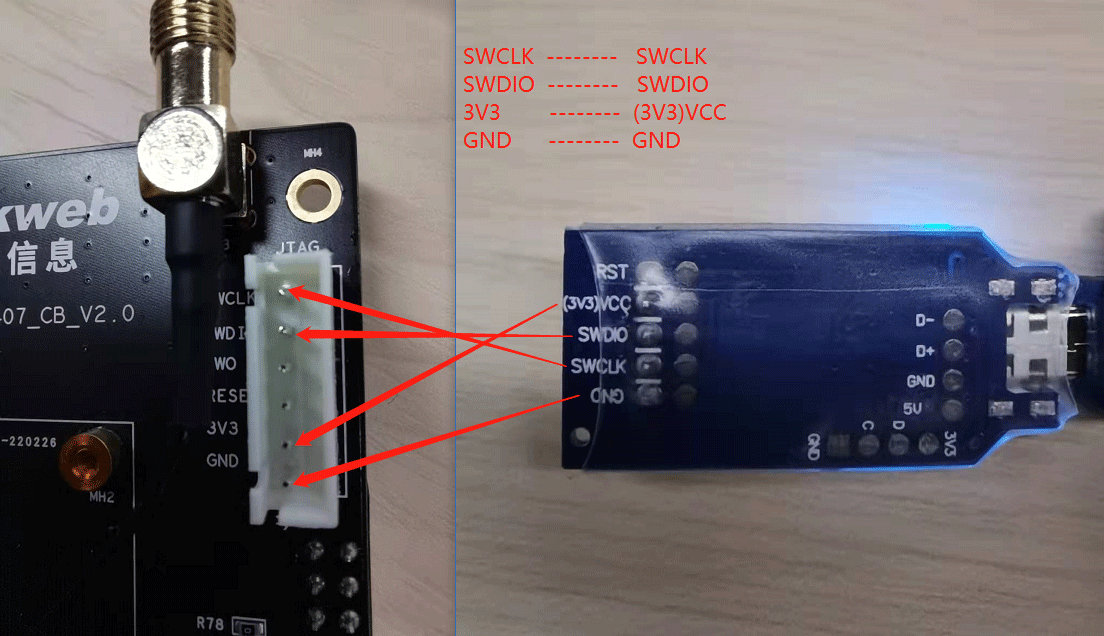 SWCLK -------- SWCLK
SWDIO -------- SWDIO
3V3 -------- (3V3)VCC
GND -------- GND
MH4
kweb
信息
JTAG
407_CB_V2.0
WCLK
WDI
WO
RESE
3V3
GND
-220226
MH2
R78
RST
(3V3)VCC
SWDIO
SWCLK
GND
D-
D+
GND
5V
GND
C
D
3V3